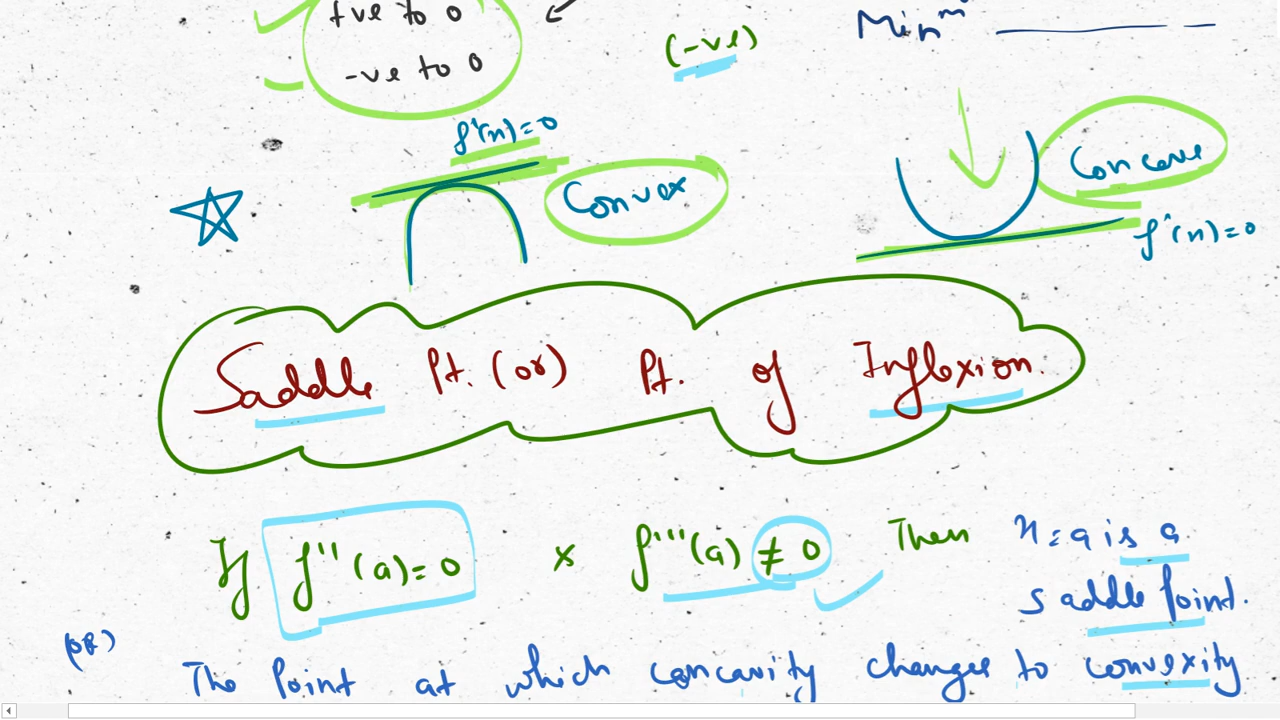 +ve to 0
-ve to 0
(-ve)
Min^m
f'(n)=0
Convex
Concave
f'(n)=0
Saddle Pt. (or) Pt. of Inflexion.
If f''(a)=0 & f'''(a) ≠ 0 Then x=a is a
saddle point.
(or)
The Point at which concavity changes to convexity